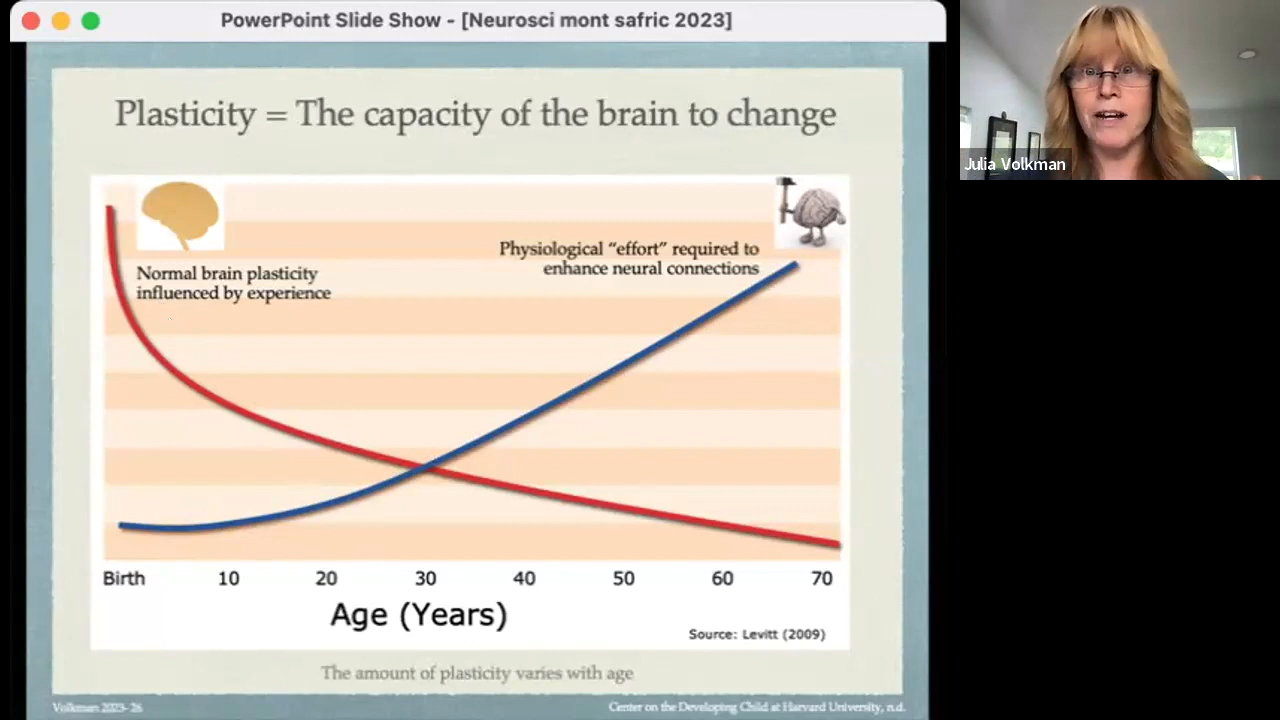 PowerPoint Slide Show - [Neurosci mont safric 2023]
Julia Volkman
Plasticity = The capacity of the brain to change
Normal brain plasticity
influenced by experience
Physiological “effort” required to
enhance neural connections
Birth 10 20 30 40 50 60 70
Age (Years)
Source: Levitt (2009)
The amount of plasticity varies with age
Volkman 2023-26
Center on the Developing Child at Harvard University, n.d.